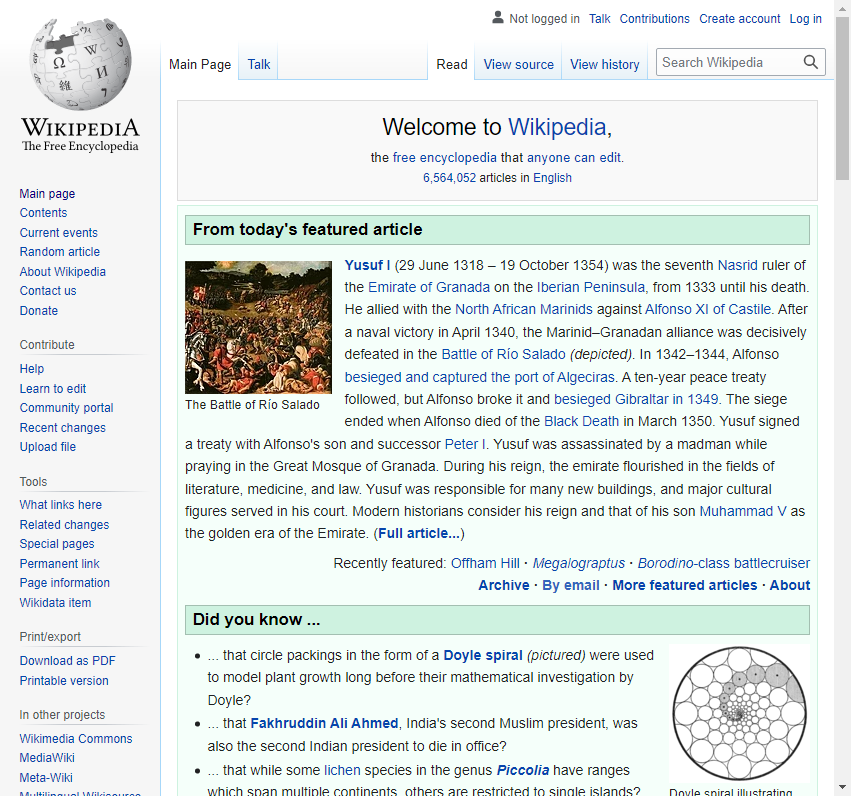 Not logged in Talk Contributions Create account Log in
Main Page Talk Read View source View history Search Wikipedia
WIKIPEDIA
The Free Encyclopedia
Main page
Contents
Current events
Random article
About Wikipedia
Contact us
Donate
Contribute
Help
Learn to edit
Community portal
Recent changes
Upload file
Tools
What links here
Related changes
Special pages
Permanent link
Page information
Wikidata item
Print/export
Download as PDF
Printable version
In other projects
Wikimedia Commons
MediaWiki
Meta-Wiki
Multilingual Wikisource
Welcome to Wikipedia,
the free encyclopedia that anyone can edit.
6,564,052 articles in English
From today's featured article
The Battle of Río Salado
Yusuf I (29 June 1318 – 19 October 1354) was the seventh Nasrid ruler of
the Emirate of Granada on the Iberian Peninsula, from 1333 until his death.
He allied with the North African Marinids against Alfonso XI of Castile. After
a naval victory in April 1340, the Marinid–Granadan alliance was decisively
defeated in the Battle of Río Salado (depicted). In 1342–1344, Alfonso
besieged and captured the port of Algeciras. A ten-year peace treaty
followed, but Alfonso broke it and besieged Gibraltar in 1349. The siege
ended when Alfonso died of the Black Death in March 1350. Yusuf signed
a treaty with Alfonso's son and successor Peter I. Yusuf was assassinated by a madman while
praying in the Great Mosque of Granada. During his reign, the emirate flourished in the fields of
literature, medicine, and law. Yusuf was responsible for many new buildings, and major cultural
figures served in his court. Modern historians consider his reign and that of his son Muhammad V as
the golden era of the Emirate. (Full article...)
Recently featured: Offham Hill · Megalograptus · Borodino-class battlecruiser
Archive · By email · More featured articles · About
Did you know ...
... that circle packings in the form of a Doyle spiral (pictured) were used
to model plant growth long before their mathematical investigation by
Doyle?
... that Fakhruddin Ali Ahmed, India's second Muslim president, was
also the second Indian president to die in office?
... that while some lichen species in the genus Piccolia have ranges
which span multiple continents, others are restricted to single islands?
Doyle spiral illustrating